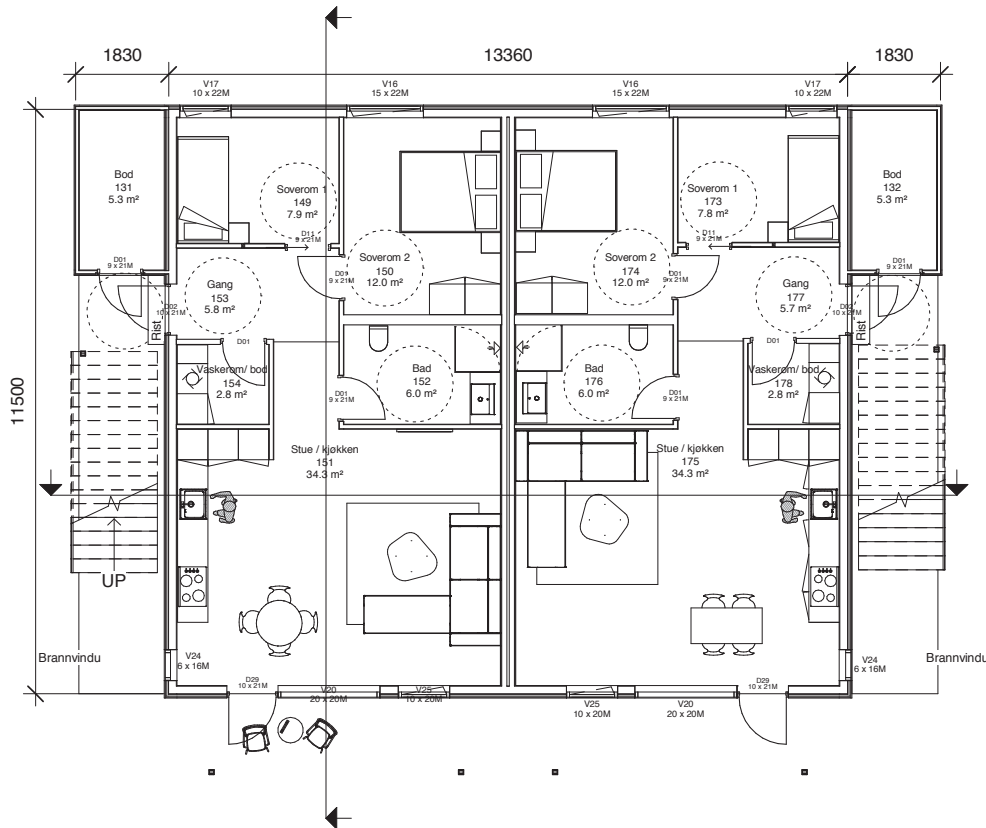 1830
13360
1830
V17
10 x 22M
V16
15 x 22M
V16
15 x 22M
V17
10 x 22M
Bod
131
5.3 m²
Soverom 1
149
7.9 m²
Soverom 1
173
7.8 m²
Bod
132
5.3 m²
D11
9 x 21M
D11
9 x 21M
D01
9 x 21M
D01
9 x 21M
Soverom 2
150
12.0 m²
Soverom 2
174
12.0 m²
D01
9 x 21M
D01
9 x 21M
Gang
153
5.8 m²
Gang
177
5.7 m²
D02
10 x 21M
D02
10 x 21M
Rist
Rist
D01
D01
Vaskerom/ bod
154
2.8 m²
Bad
152
6.0 m²
Bad
176
6.0 m²
Vaskerom/ bod
178
2.8 m²
D01
9 x 21M
D01
9 x 21M
11500
Stue / kjøkken
151
34.3 m²
Stue / kjøkken
175
34.3 m²
UP
Brannvindu
V24
6 x 16M
V24
6 x 16M
Brannvindu
D29
10 x 21M
V20
20 x 20M
V25
10 x 20M
V25
10 x 20M
V20
20 x 20M
D29
10 x 21M